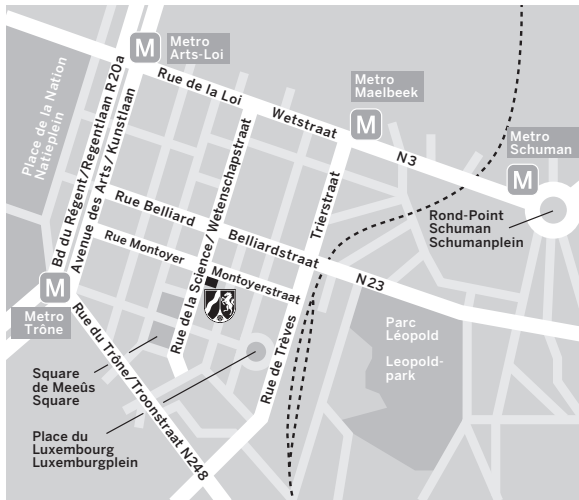 M
Metro
Arts-Loi
Rue de la Loi
Wetstraat
Metro
Maelbeek
M
N3
Metro
Schuman
M
Place de la Nation
Natieplein
Bd du Régent/Regentlaan R20a
Avenue des Arts/Kunstlaan
Rue de la Science/Wetenschapstraat
Trierstraat
Rond-Point
Schuman
Schumanplein
Rue Belliard
Belliardstraat
N23
Rue Montoyer
Montoyerstraat
M
Metro
Trône
Rue du Trône/Troonstraat N248
Rue de Trèves
Parc
Léopold
Leopold-
park
Square
de Meeûs
Square
Place du
Luxembourg
Luxemburgplein